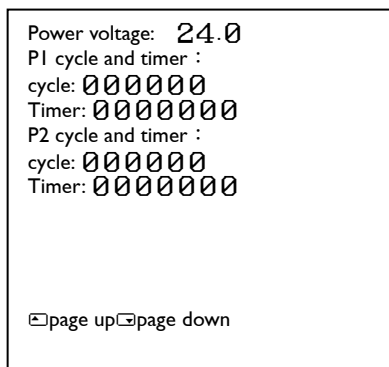 Power voltage: 24.0
P1 cycle and timer：
cycle: 000000
Timer: 0000000
P2 cycle and timer：
cycle: 000000
Timer: 0000000
page up page down